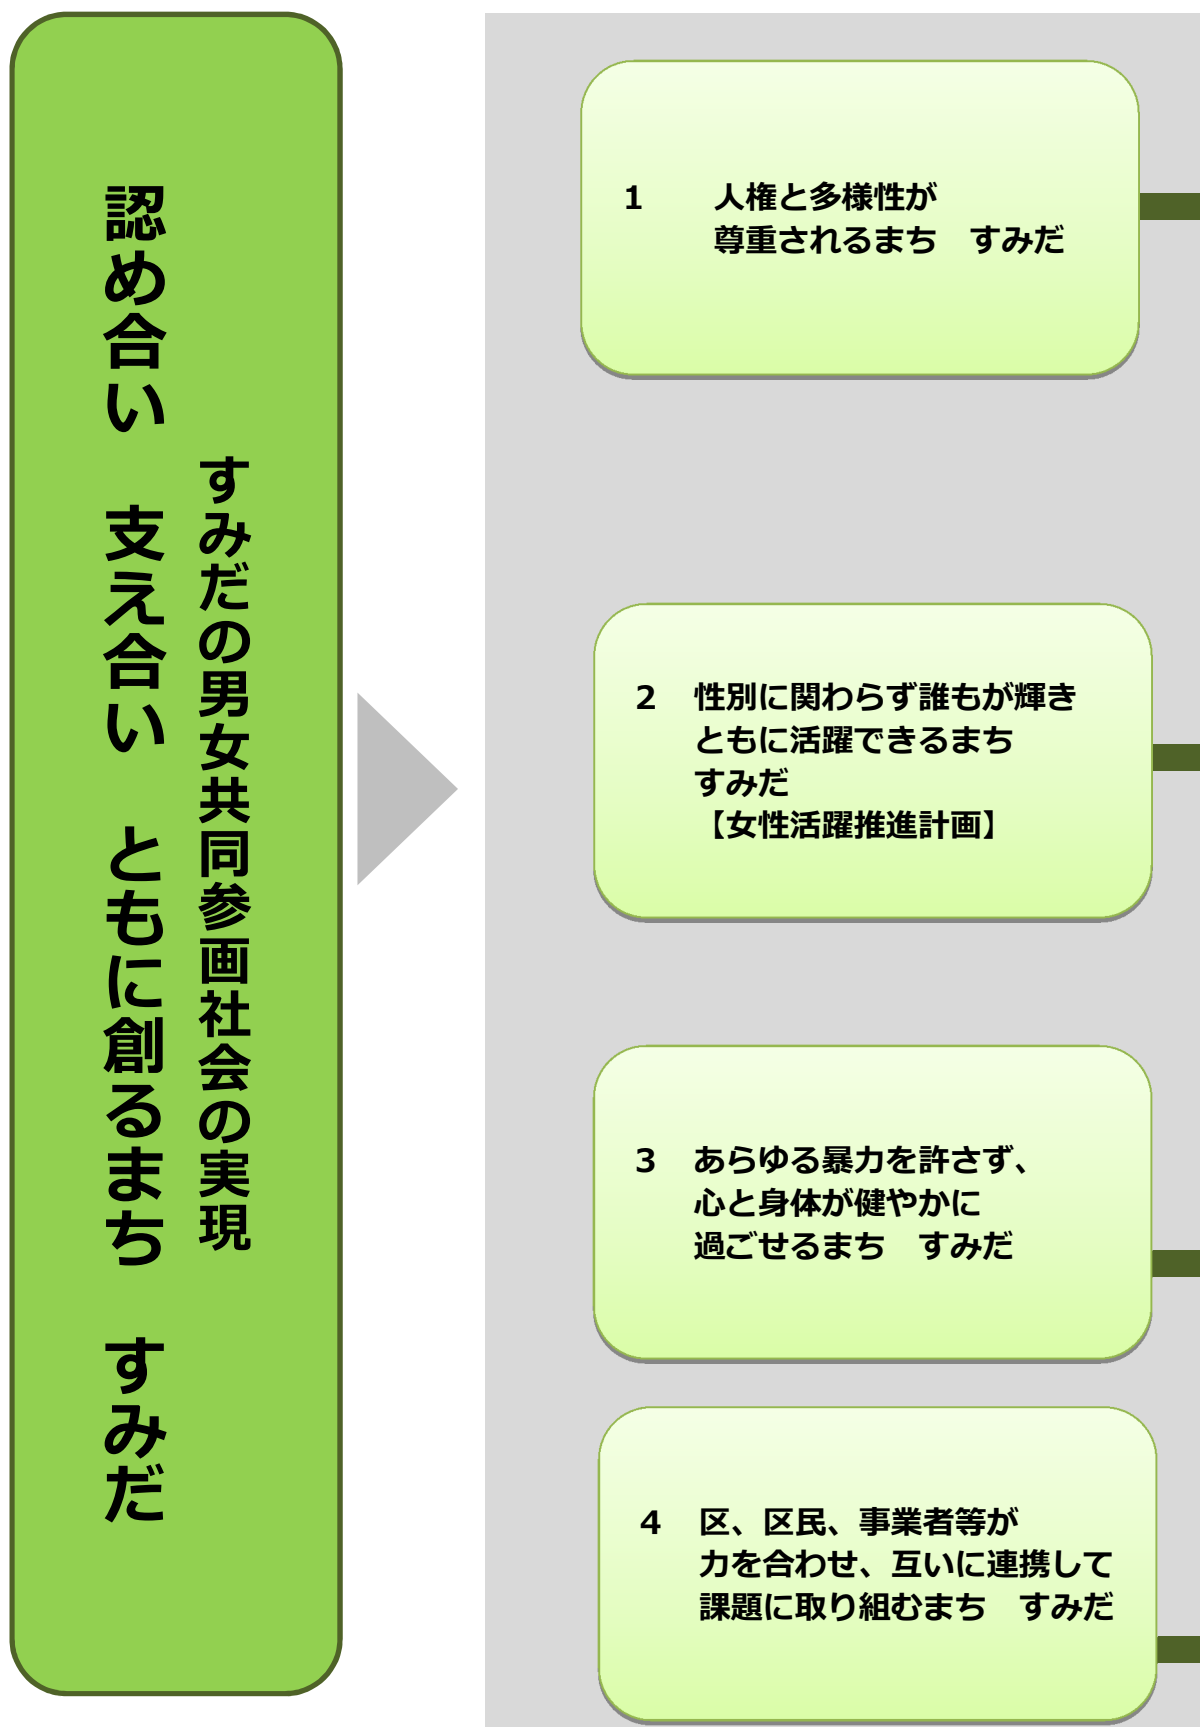 すみだの男女共同参画社会の実現
認め合い　支え合い　ともに創るまち　すみだ
1　人権と多様性が
尊重されるまち　すみだ
2　性別に関わらず誰もが輝き
ともに活躍できるまち
すみだ
【女性活躍推進計画】
3　あらゆる暴力を許さず、
心と身体が健やかに
過ごせるまち　すみだ
4　区、区民、事業者等が
力を合わせ、互いに連携して
課題に取り組むまち　すみだ